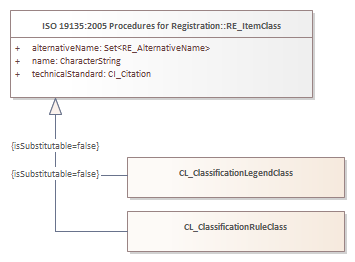 ISO 19135:2005 Procedures for Registration::RE_ItemClass
+ alternativeName: Set<RE_AlternativeName>
+ name: CharacterString
+ technicalStandard: CI_Citation
{isSubstitutable=false}
{isSubstitutable=false}
CL_ClassificationLegendClass
CL_ClassificationRuleClass